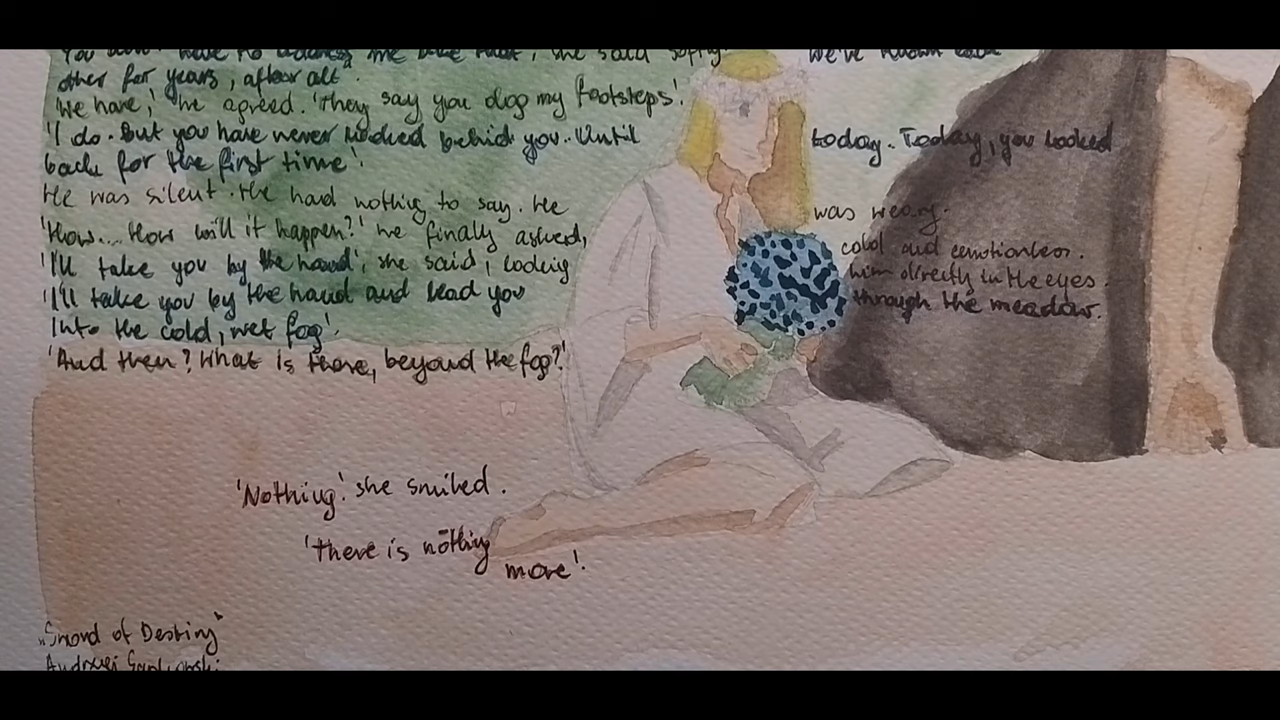 other for years, after all'.
'We have,' he agreed. 'They say you dog my footsteps'.
'I do. But you have never looked behind you. Until today. Today, you looked
back for the first time'.
He was silent. He had nothing to say. He was weary.
'How... How will it happen?' he finally asked, cold and emotionless.
'I'll take you by the hand', she said, looking him directly in the eyes.
'I'll take you by the hand and lead you through the meadow.
Into the cold, wet fog'.
'And then? What is there, beyond the fog?'
'Nothing'. she smiled.
'there is nothing
more'.
„Sword of Destiny"